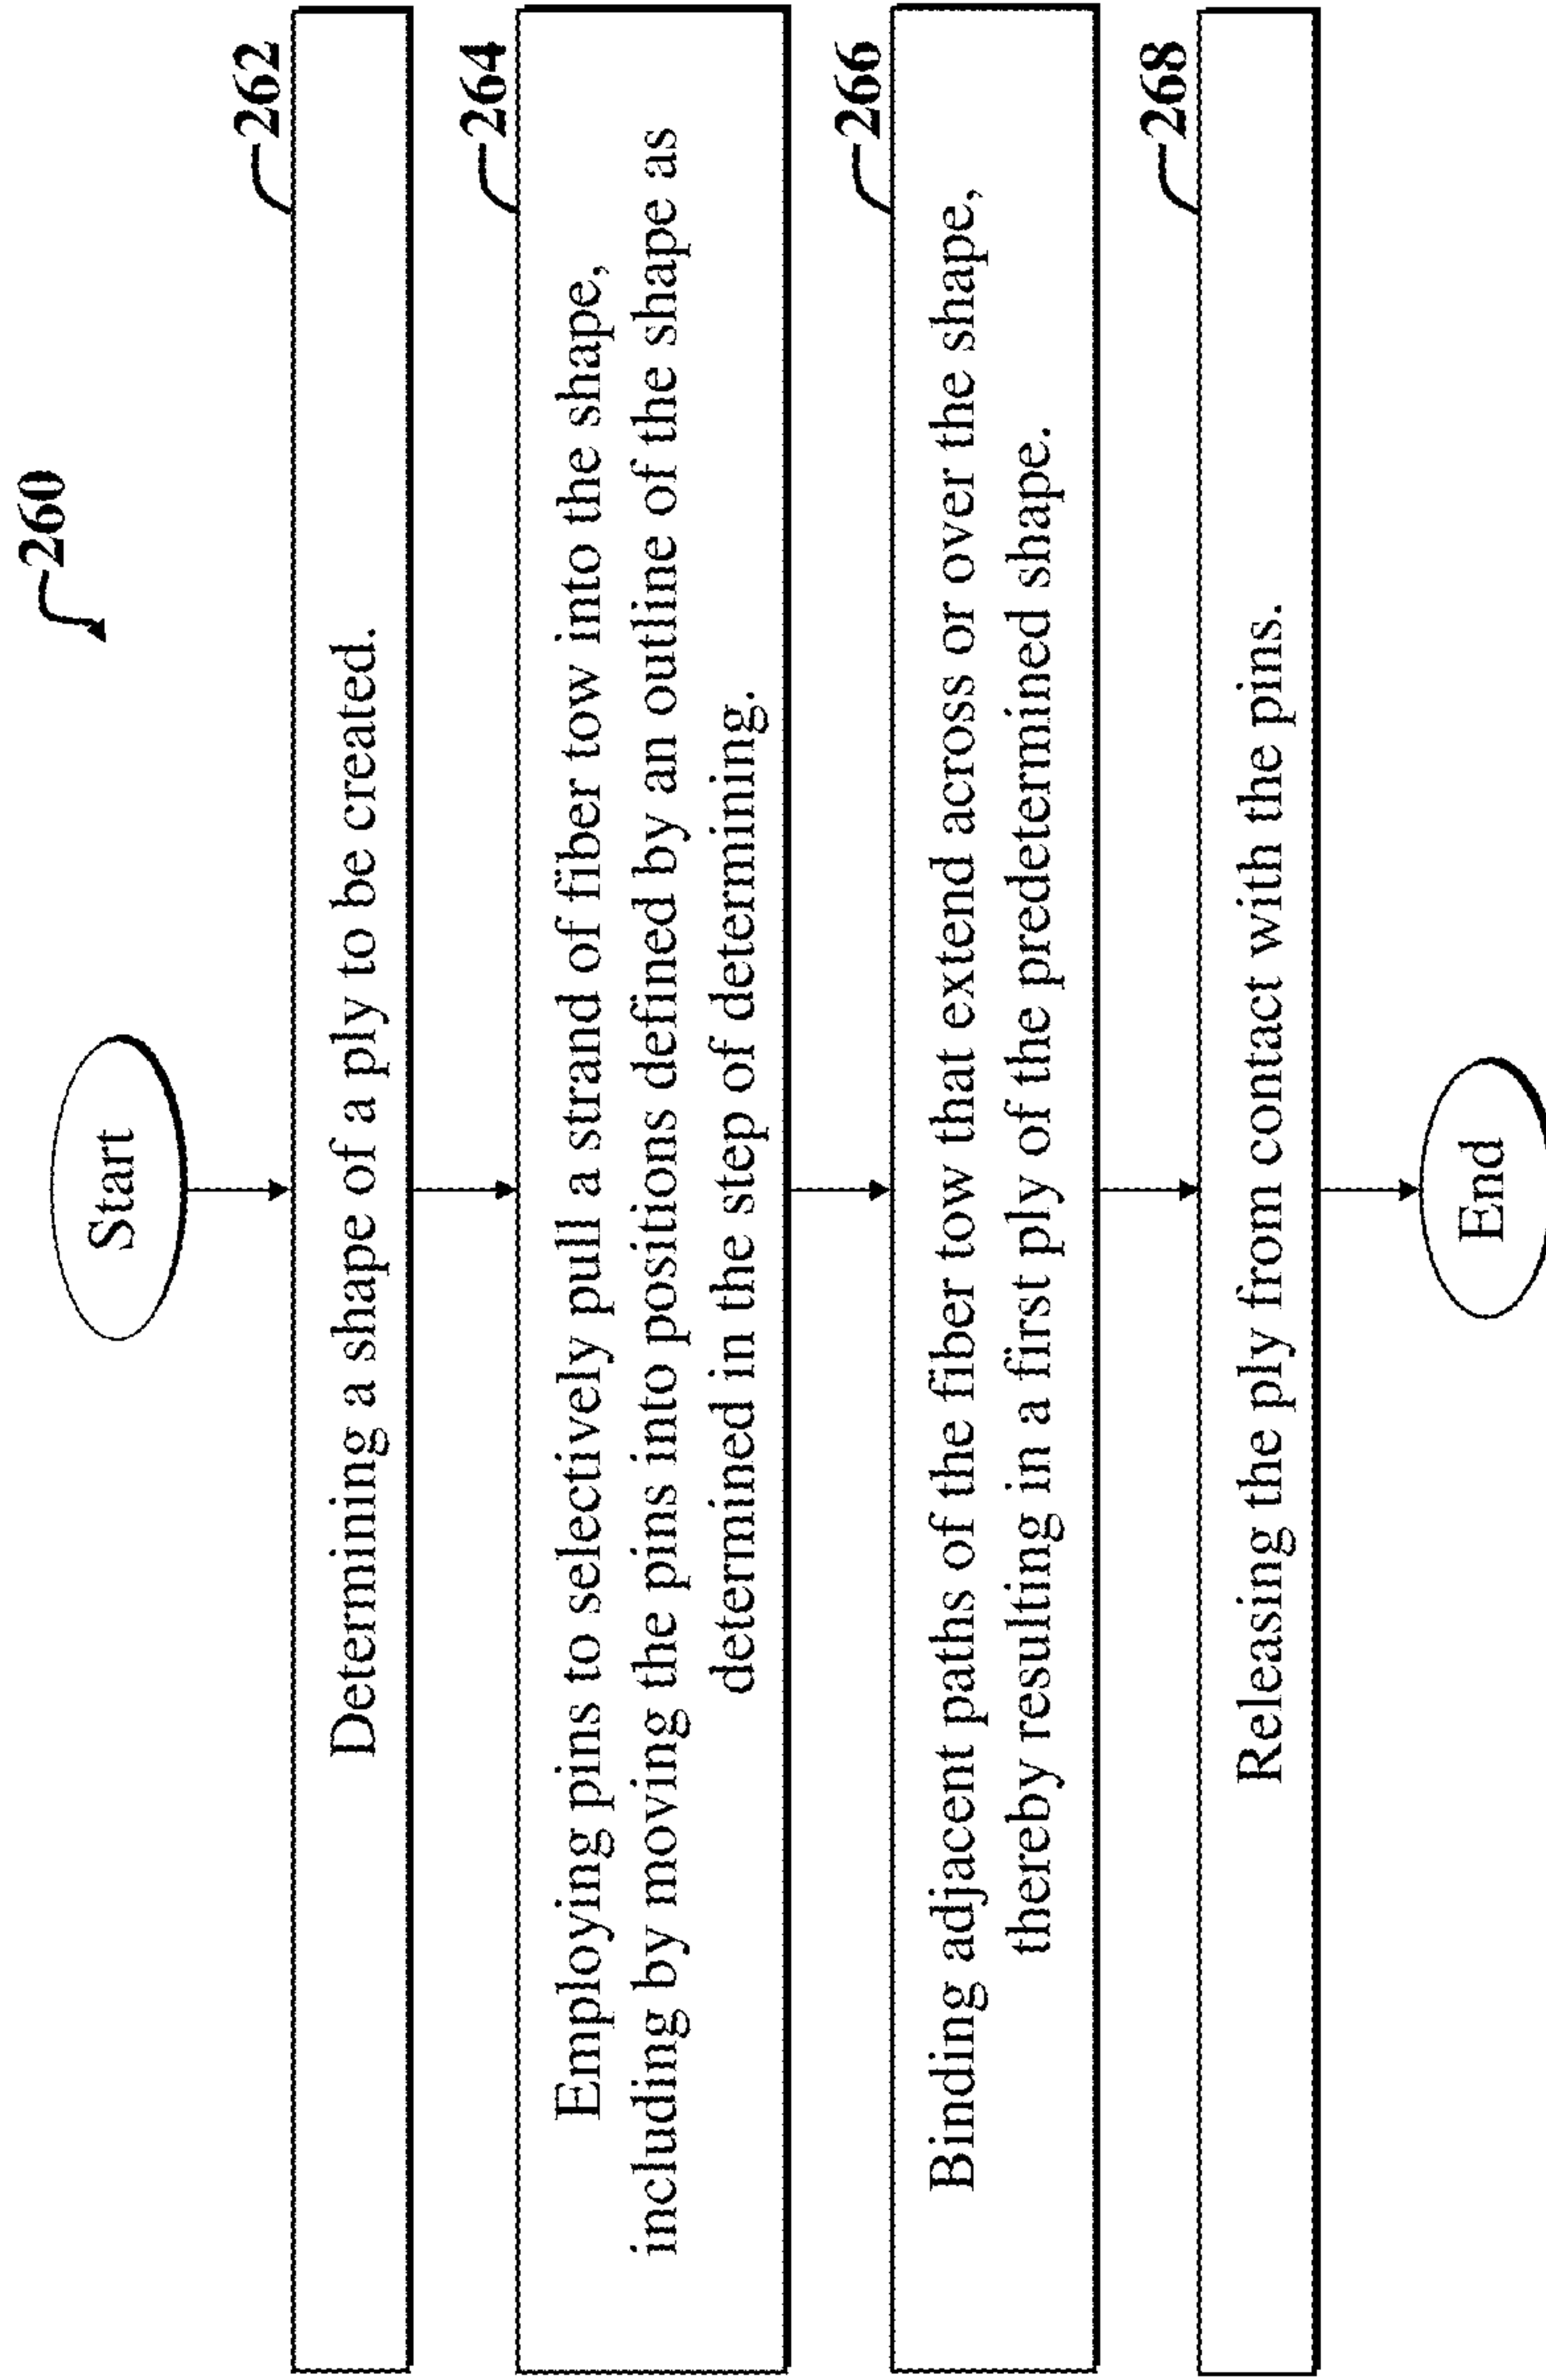 260
Start
262
Determining a shape of a ply to be created.
264
Employing pins to selectively pull a strand of fiber tow into the shape,
including by moving the pins into positions defined by an outline of the shape as
determined in the step of determining.
266
Binding adjacent paths of the fiber tow that extend across or over the shape,
thereby resulting in a first ply of the predetermined shape.
268
Releasing the ply from contact with the pins.
End